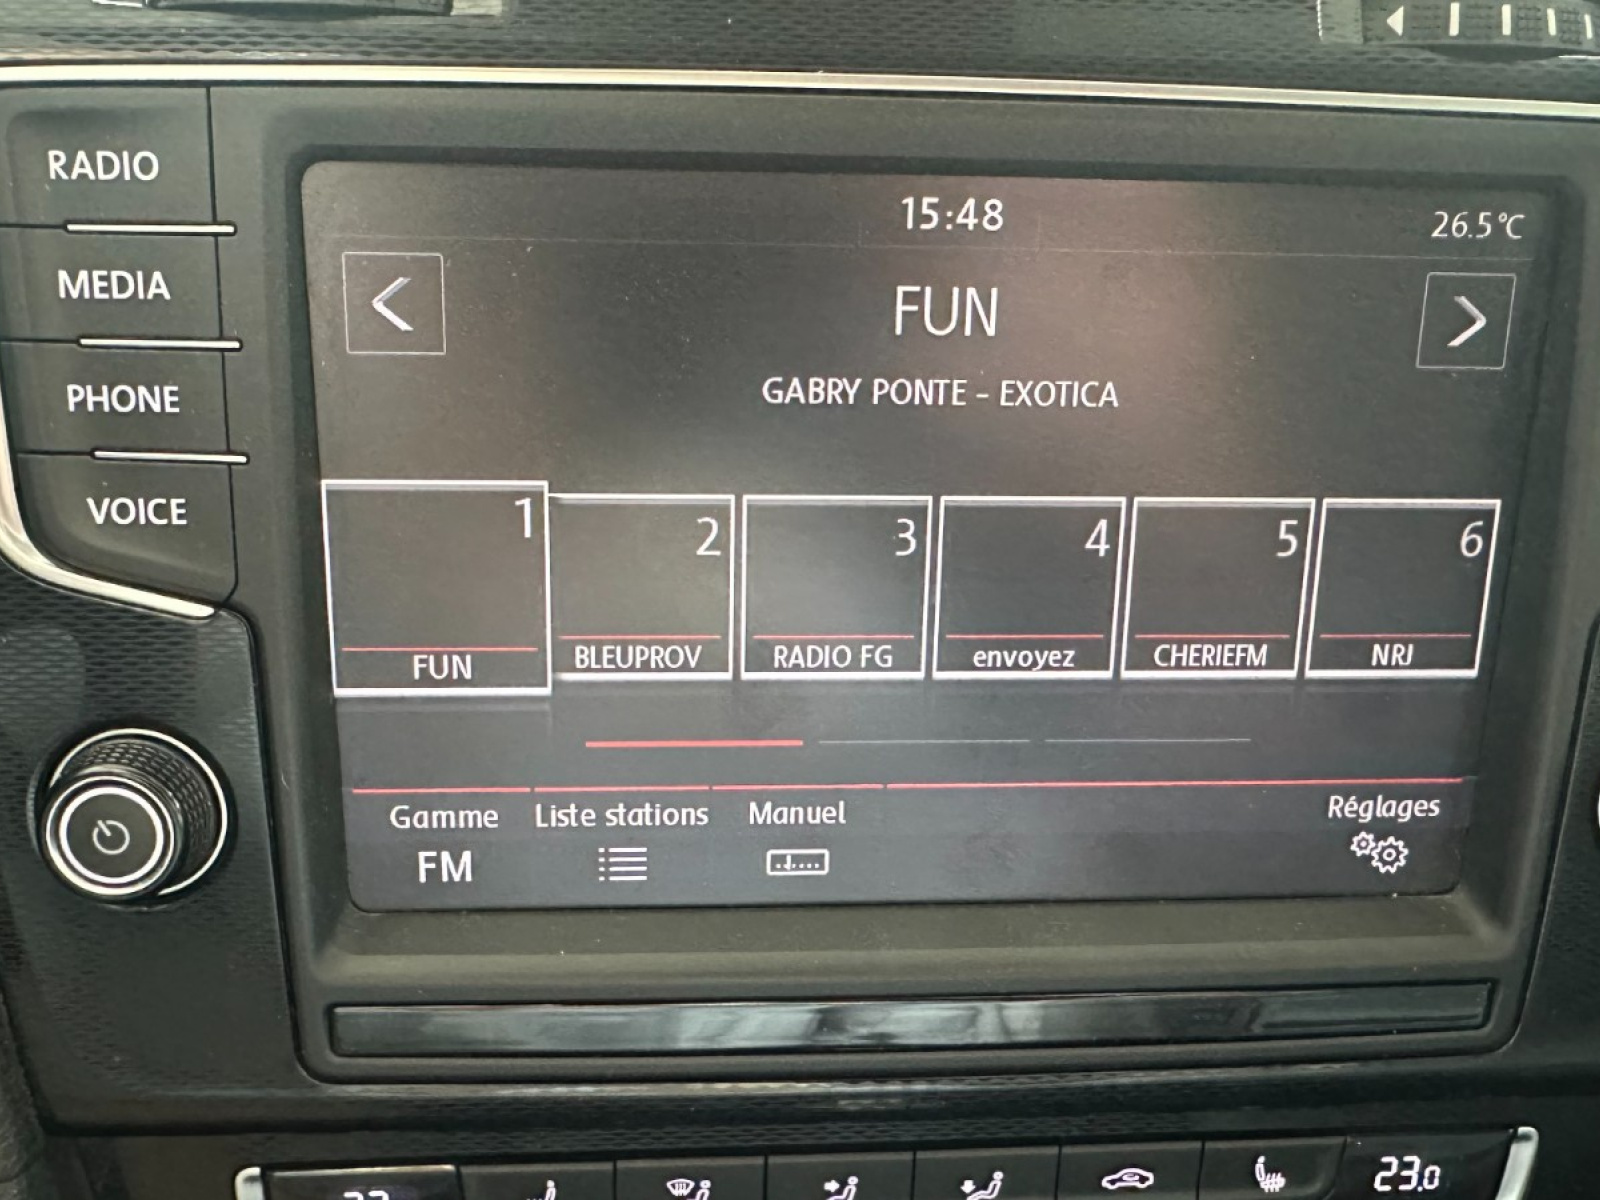 RADIO
MEDIA
PHONE
VOICE
15:48
26.5°C
FUN
GABRY PONTE - EXOTICA
1
FUN
2
BLEUPROV
3
RADIO FG
4
envoyez
5
CHERIEFM
6
NRJ
Gamme
FM
Liste stations
Manuel
Réglages
23.0